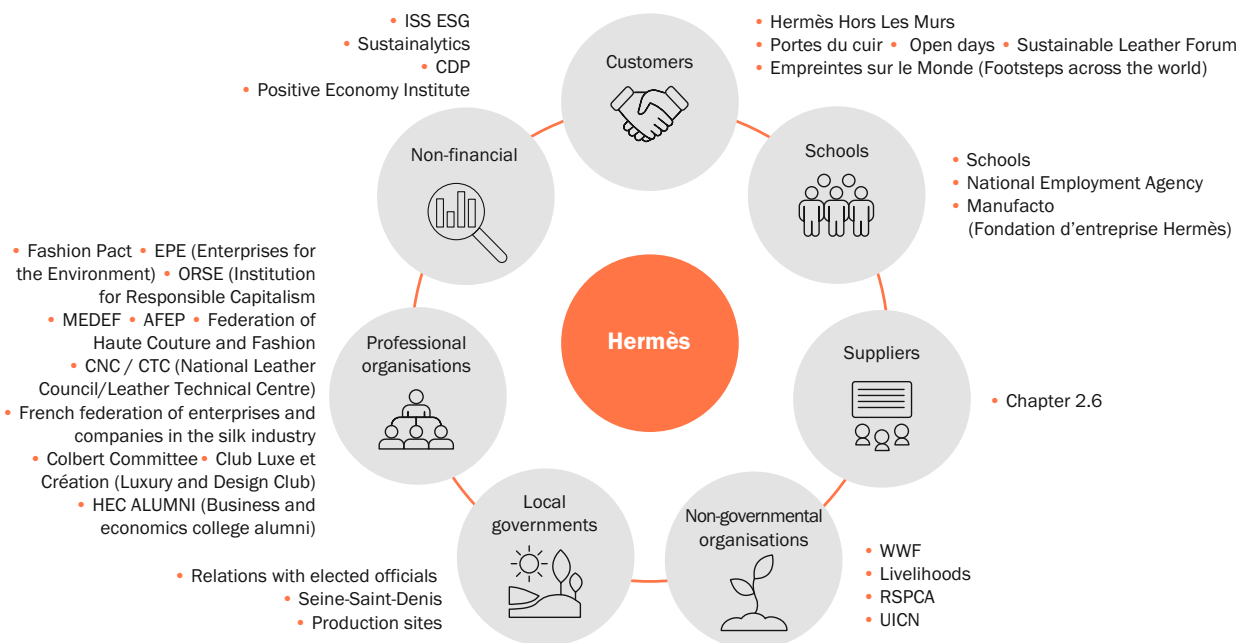 • ISS ESG
• Sustainalytics
• CDP
• Positive Economy Institute
Customers
• Hermès Hors Les Murs
• Portes du cuir • Open days • Sustainable Leather Forum
• Empreintes sur le Monde (Footsteps across the world)
Non-financial
Schools
• Schools
• National Employment Agency
• Manufacto
(Fondation d'entreprise Hermès)
• Fashion Pact • EPE (Enterprises for
the Environment) • ORSE (Institution
for Responsible Capitalism
• MEDEF • AFEP • Federation of
Haute Couture and Fashion
• CNC / CTC (National Leather
Council/Leather Technical Centre)
• French federation of enterprises and
companies in the silk industry
• Colbert Committee • Club Luxe et
Création (Luxury and Design Club)
• HEC ALUMNI (Business and
economics college alumni)
Professional
organisations
Hermès
Suppliers
• Chapter 2.6
Local
governments
• Relations with elected officials
• Seine-Saint-Denis
• Production sites
Non-governmental
organisations
• WWF
• Livelihoods
• RSPCA
• UICN